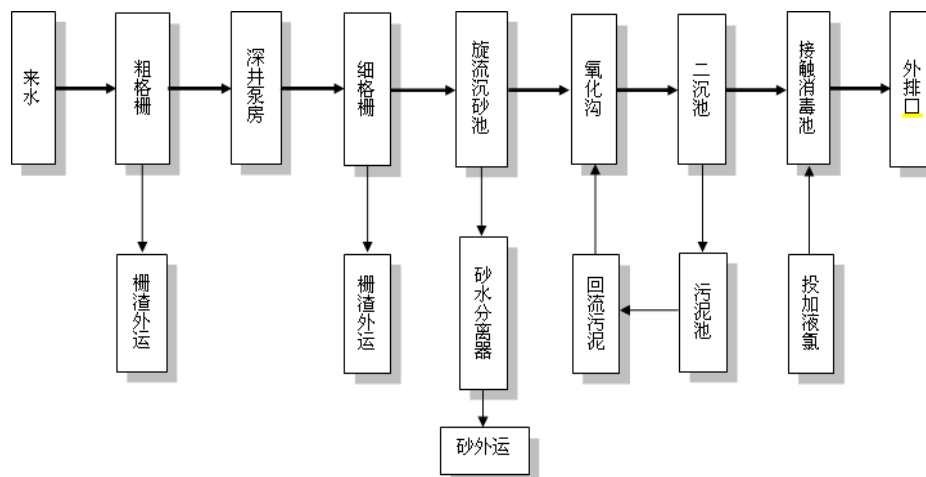 来水
粗格栅
深井泵房
细格栅
旋流沉砂池
氧化沟
二沉池
接触消毒池
外排口
栅渣外运
栅渣外运
砂水分离器
回流污泥
污泥池
投加液氯
砂外运